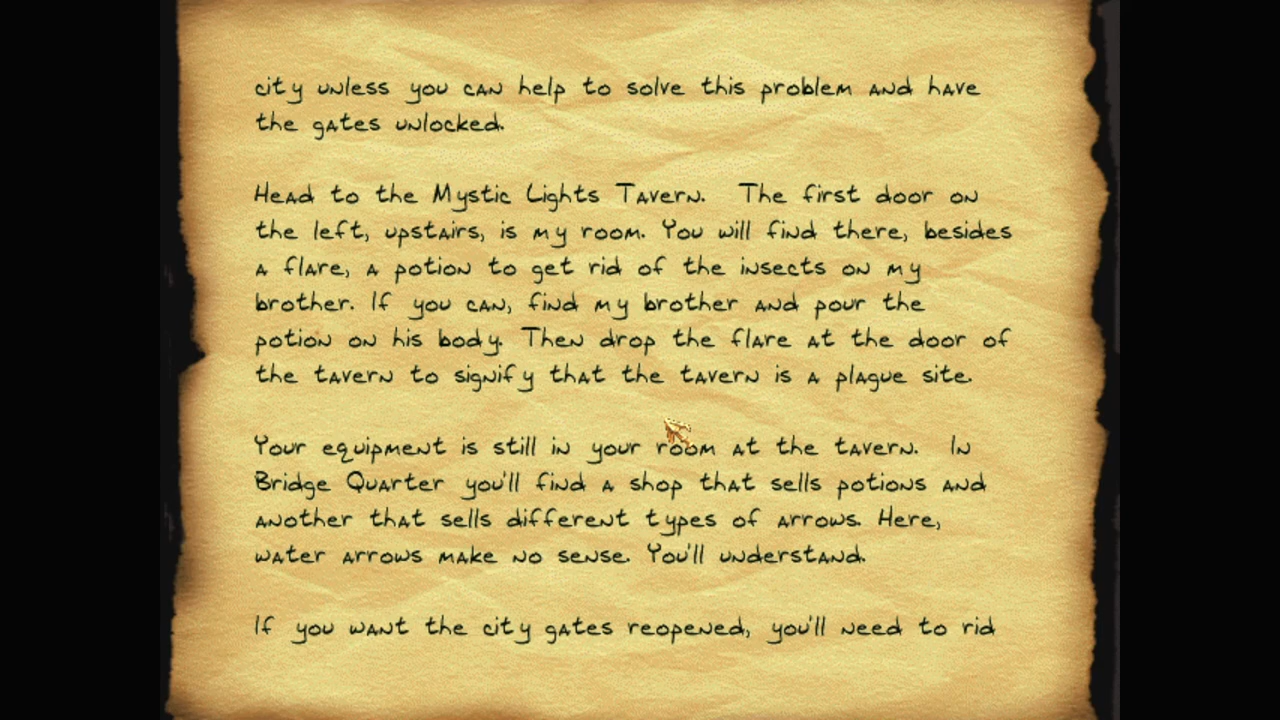 city unless you can help to solve this problem and have
the gates unlocked.
Head to the Mystic Lights Tavern. The first door on
the left, upstairs, is my room. You will find there, besides
a flare, a potion to get rid of the insects on my
brother. If you can, find my brother and pour the
potion on his body. Then drop the flare at the door of
the tavern to signify that the tavern is a plague site.
Your equipment is still in your room at the tavern. In
Bridge Quarter you'll find a shop that sells potions and
another that sells different types of arrows. Here,
water arrows make no sense. You'll understand.
If you want the city gates reopened, you'll need to rid